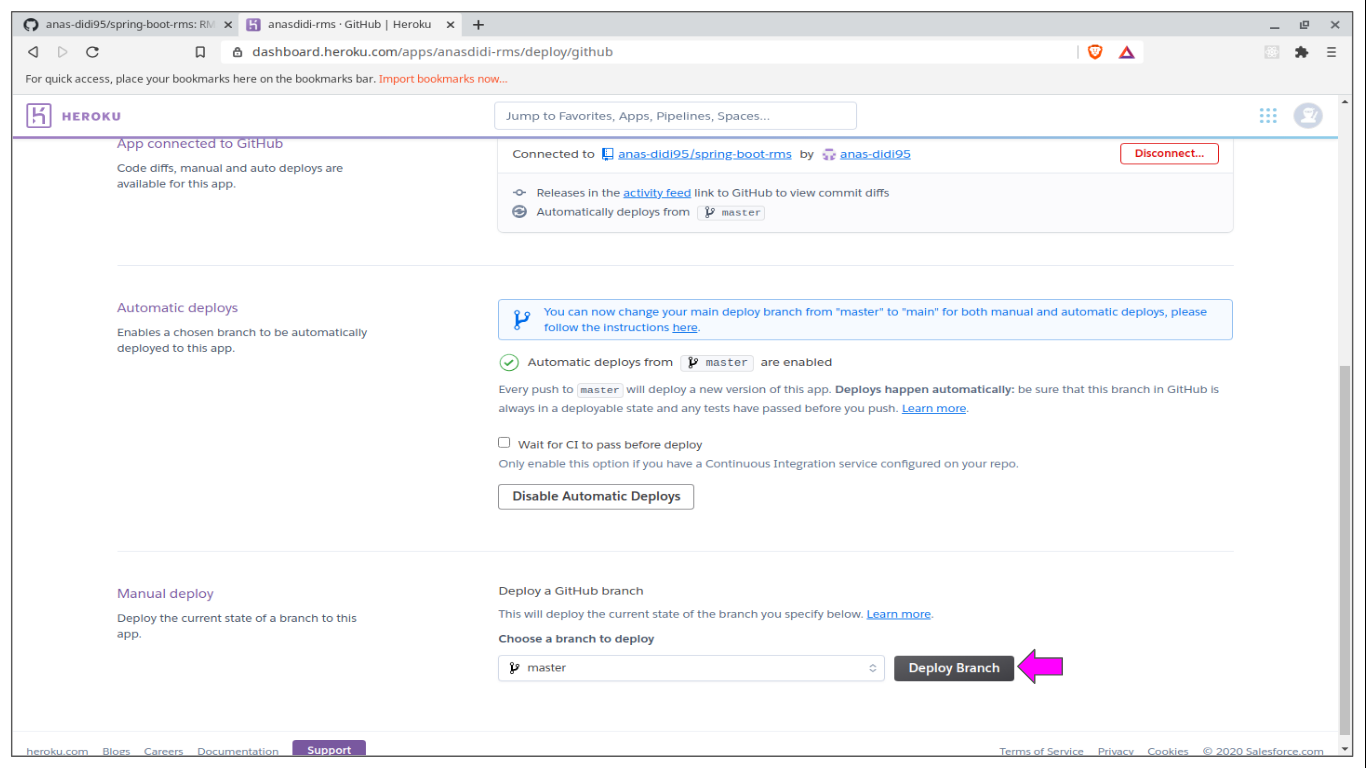 anas-didi95/spring-boot-rms: RM
anasdidi-rms · GitHub | Heroku
dashboard.heroku.com/apps/anasdidi-rms/deploy/github
For quick access, place your bookmarks here on the bookmarks bar. Import bookmarks now...
HEROKU
Jump to Favorites, Apps, Pipelines, Spaces...
App connected to GitHub
Code diffs, manual and auto deploys are
available for this app.
Connected to anas-didi95/spring-boot-rms by anas-didi95
Disconnect...
Releases in the activity feed link to GitHub to view commit diffs
Automatically deploys from master
Automatic deploys
Enables a chosen branch to be automatically
deployed to this app.
You can now change your main deploy branch from "master" to "main" for both manual and automatic deploys, please
follow the instructions here.
Automatic deploys from master are enabled
Every push to master will deploy a new version of this app. Deploys happen automatically: be sure that this branch in GitHub is
always in a deployable state and any tests have passed before you push. Learn more.
Wait for CI to pass before deploy
Only enable this option if you have a Continuous Integration service configured on your repo.
Disable Automatic Deploys
Manual deploy
Deploy the current state of a branch to this
app.
Deploy a GitHub branch
This will deploy the current state of the branch you specify below. Learn more.
Choose a branch to deploy
master
Deploy Branch
heroku.com Blogs Careers Documentation Support
Terms of Service Privacy Cookies © 2020 Salesforce.com